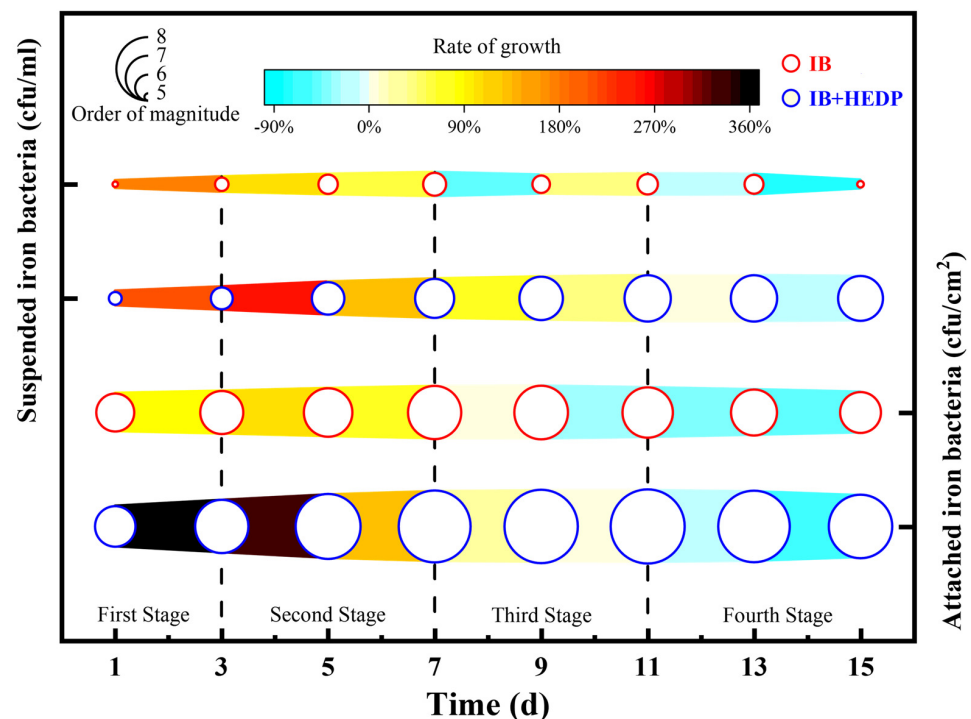 8
7
6
5
Order of magnitude
Rate of growth
-90% 0% 90% 180% 270% 360%
IB
IB+HEDP
Suspended iron bacteria (cfu/ml)
Attached iron bacteria (cfu/cm²)
First Stage Second Stage Third Stage Fourth Stage
1 3 5 7 9 11 13 15
Time (d)